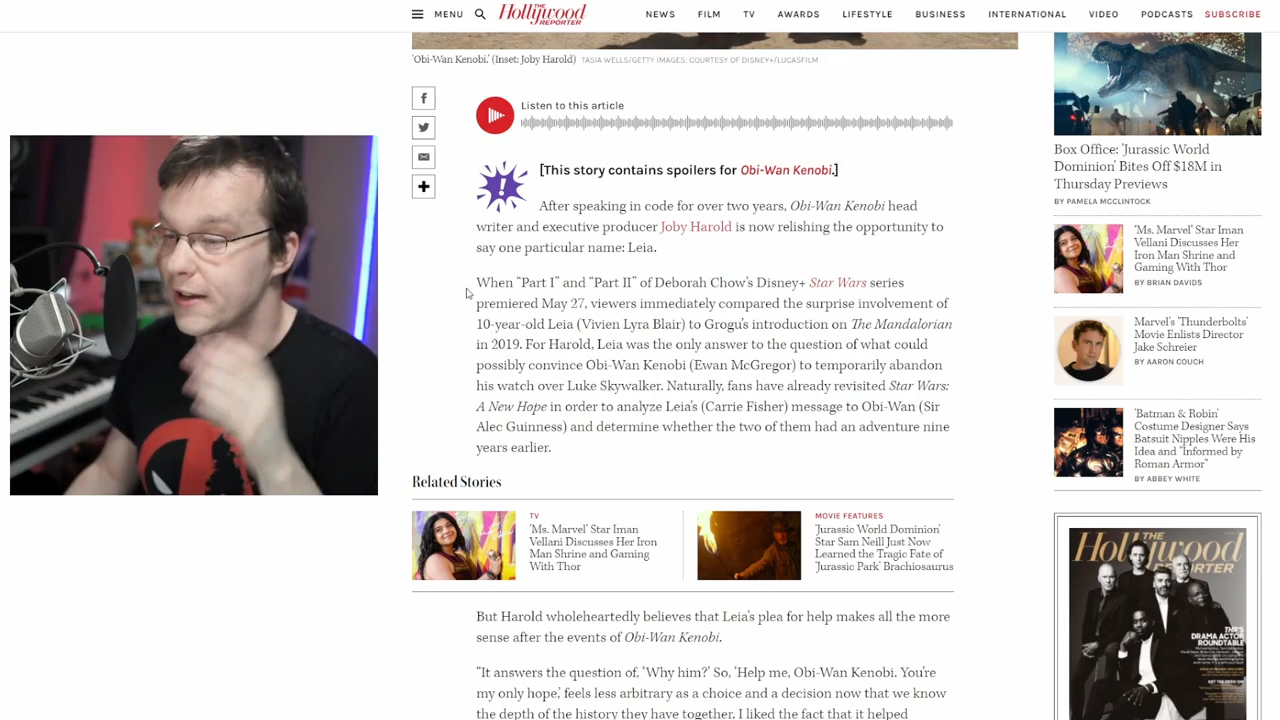 MENU
THE
Hollywood
REPORTER
NEWS
FILM
TV
AWARDS
LIFESTYLE
BUSINESS
INTERNATIONAL
VIDEO
PODCASTS
SUBSCRIBE
'Obi-Wan Kenobi.' (Inset: Joby Harold) TASIA WELLS/GETTY IMAGES; COURTESY OF DISNEY+/LUCASFILM
Listen to this article
[This story contains spoilers for Obi-Wan Kenobi.]
After speaking in code for over two years, Obi-Wan Kenobi head
writer and executive producer Joby Harold is now relishing the opportunity to
say one particular name: Leia.
When “Part I” and “Part II” of Deborah Chow’s Disney+ Star Wars series
premiered May 27, viewers immediately compared the surprise involvement of
10-year-old Leia (Vivien Lyra Blair) to Grogu’s introduction on The Mandalorian
in 2019. For Harold, Leia was the only answer to the question of what could
possibly convince Obi-Wan Kenobi (Ewan McGregor) to temporarily abandon
his watch over Luke Skywalker. Naturally, fans have already revisited Star Wars:
A New Hope in order to analyze Leia’s (Carrie Fisher) message to Obi-Wan (Sir
Alec Guinness) and determine whether the two of them had an adventure nine
years earlier.
Related Stories
TV
'Ms. Marvel' Star Iman
Vellani Discusses Her Iron
Man Shrine and Gaming
With Thor
MOVIE FEATURES
'Jurassic World Dominion'
Star Sam Neill Just Now
Learned the Tragic Fate of
'Jurassic Park' Brachiosaurus
But Harold wholeheartedly believes that Leia’s plea for help makes all the more
sense after the events of Obi-Wan Kenobi.
“It answers the question of, ‘Why him?’ So, ‘Help me, Obi-Wan Kenobi. You’re
my only hope,’ feels less arbitrary as a choice and a decision now that we know
the depth of the history they have together. I liked the fact that it helped
Box Office: 'Jurassic World
Dominion' Bites Off $18M in
Thursday Previews
BY PAMELA MCCLINTOCK
'Ms. Marvel' Star Iman
Vellani Discusses Her
Iron Man Shrine and
Gaming With Thor
BY BRIAN DAVIDS
Marvel's 'Thunderbolts'
Movie Enlists Director
Jake Schreier
BY AARON COUCH
'Batman & Robin'
Costume Designer Says
Batsuit Nipples Were His
Idea and "Informed by
Roman Armor"
BY ABBEY WHITE
THE
Hollywood
REPORTER
THR'S
DRAMA ACTOR
ROUNDTABLE